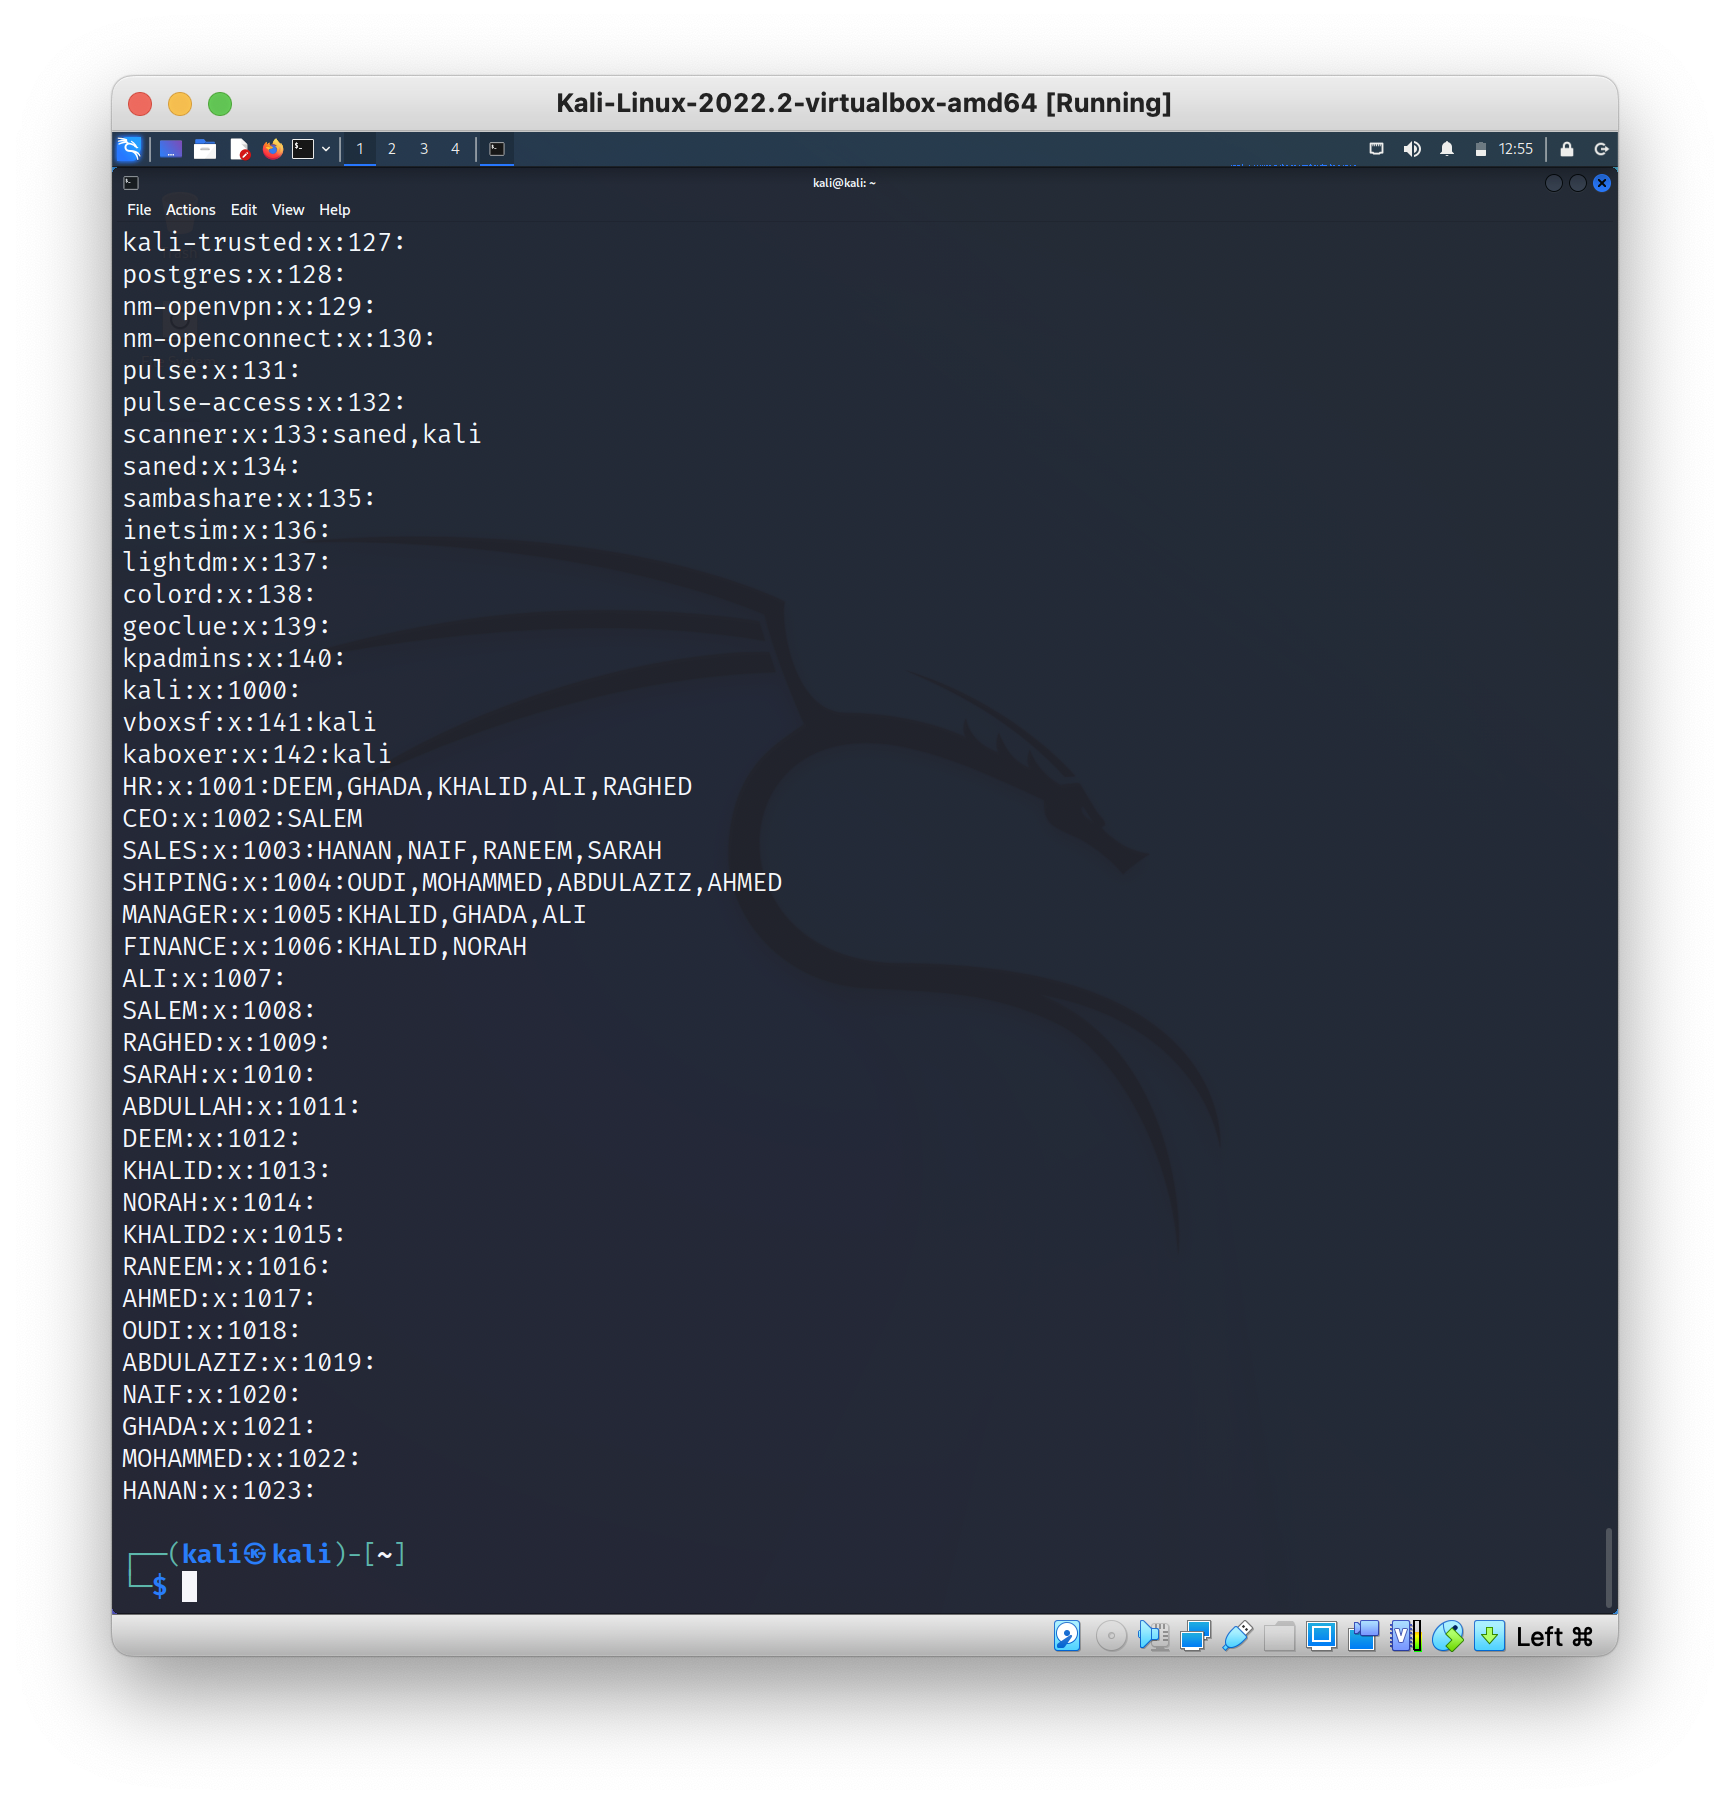 Kali-Linux-2022.2-virtualbox-amd64 [Running]
1 2 3 4 12:55
kali@kali: ~
File Actions Edit View Help
kali-trusted:x:127:
postgres:x:128:
nm-openvpn:x:129:
nm-openconnect:x:130:
pulse:x:131:
pulse-access:x:132:
scanner:x:133:saned,kali
saned:x:134:
sambashare:x:135:
inetsim:x:136:
lightdm:x:137:
colord:x:138:
geoclue:x:139:
kpadmins:x:140:
kali:x:1000:
vboxsf:x:141:kali
kaboxer:x:142:kali
HR:x:1001:DEEM,GHADA,KHALID,ALI,RAGHED
CEO:x:1002:SALEM
SALES:x:1003:HANAN,NAIF,RANEEM,SARAH
SHIPING:x:1004:OUDI,MOHAMMED,ABDULAZIZ,AHMED
MANAGER:x:1005:KHALID,GHADA,ALI
FINANCE:x:1006:KHALID,NORAH
ALI:x:1007:
SALEM:x:1008:
RAGHED:x:1009:
SARAH:x:1010:
ABDULLAH:x:1011:
DEEM:x:1012:
KHALID:x:1013:
NORAH:x:1014:
KHALID2:x:1015:
RANEEM:x:1016:
AHMED:x:1017:
OUDI:x:1018:
ABDULAZIZ:x:1019:
NAIF:x:1020:
GHADA:x:1021:
MOHAMMED:x:1022:
HANAN:x:1023:
┌──(kali㉿kali)-[~]
└─$
Left ⌘